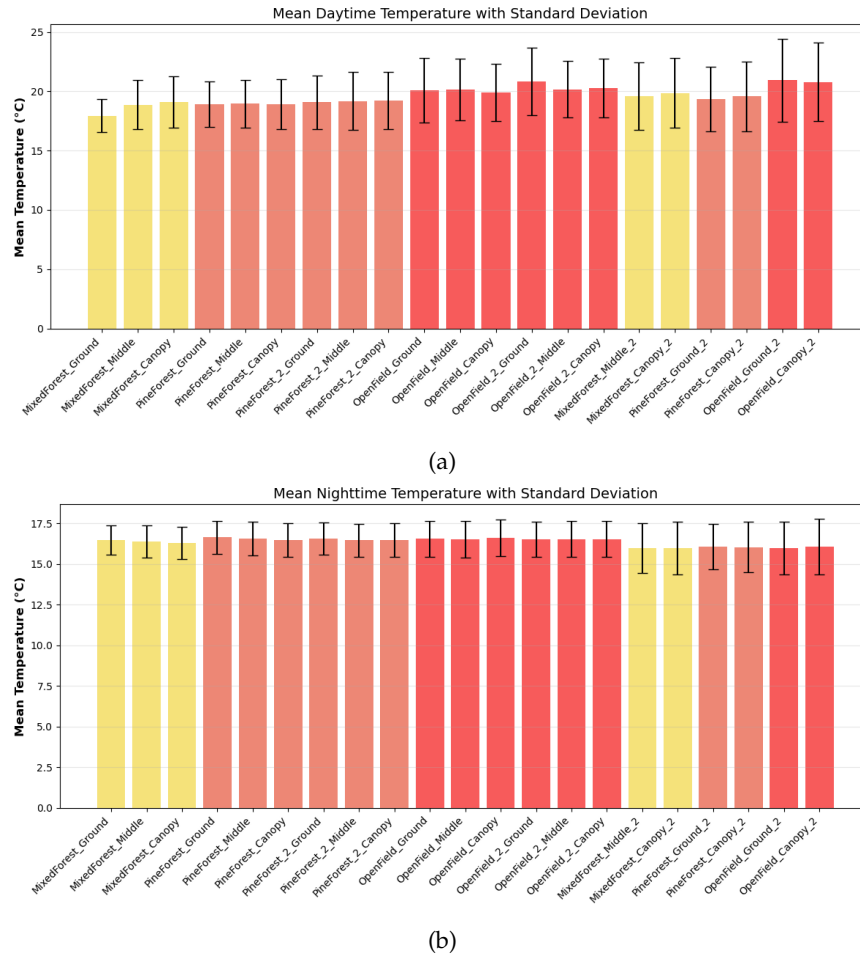 Mean Daytime Temperature with Standard Deviation
25
20
15
10
5
0
Mean Temperature (°C)
MixedForest_Ground
MixedForest_Middle
MixedForest_Canopy
PineForest_Ground
PineForest_Middle
PineForest_Canopy
PineForest_2_Ground
PineForest_2_Middle
PineForest_2_Canopy
OpenField_Ground
OpenField_Middle
OpenField_Canopy
OpenField_2_Ground
OpenField_2_Middle
OpenField_2_Canopy
MixedForest_Middle_2
MixedForest_Canopy_2
PineForest_Ground_2
PineForest_Canopy_2
OpenField_Ground_2
OpenField_Canopy_2
(a)
Mean Nighttime Temperature with Standard Deviation
17.5
15.0
12.5
10.0
7.5
5.0
2.5
0.0
Mean Temperature (°C)
MixedForest_Ground
MixedForest_Middle
MixedForest_Canopy
PineForest_Ground
PineForest_Middle
PineForest_Canopy
PineForest_2_Ground
PineForest_2_Middle
PineForest_2_Canopy
OpenField_Ground
OpenField_Middle
OpenField_Canopy
OpenField_2_Ground
OpenField_2_Middle
OpenField_2_Canopy
MixedForest_Middle_2
MixedForest_Canopy_2
PineForest_Ground_2
PineForest_Canopy_2
OpenField_Ground_2
OpenField_Canopy_2
(b)